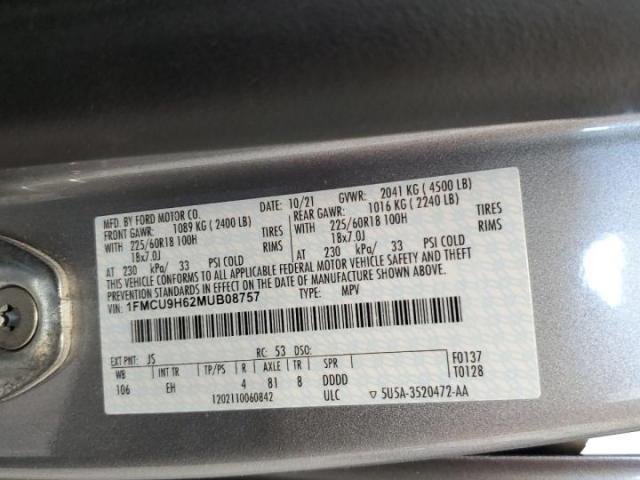 MFD. BY FORD MOTOR CO.
DATE: 10/21 GVWR: 2041 KG ( 4500 LB)
FRONT GAWR: 1089 KG ( 2400 LB)
REAR GAWR: 1016 KG ( 2240 LB)
WITH 225/60R18 100H TIRES
WITH 225/60R18 100H TIRES
18x7.0J RIMS
18x7.0J RIMS
AT 230 kPa/ 33 PSI COLD
AT 230 kPa/ 33 PSI COLD
THIS VEHICLE CONFORMS TO ALL APPLICABLE FEDERAL MOTOR VEHICLE SAFETY AND THEFT
PREVENTION STANDARDS IN EFFECT ON THE DATE OF MANUFACTURE SHOWN ABOVE.
VIN: 1FMCU9H62MUB08757 TYPE: MPV
EXT PNT: JS RC: 53 DSO: F0137
WB INT TR TP/PS R AXLE TR SPR T0128
106 EH 4 81 8 DDDD
1202110060842 ULC ▽ 5U5A-3520472-AA